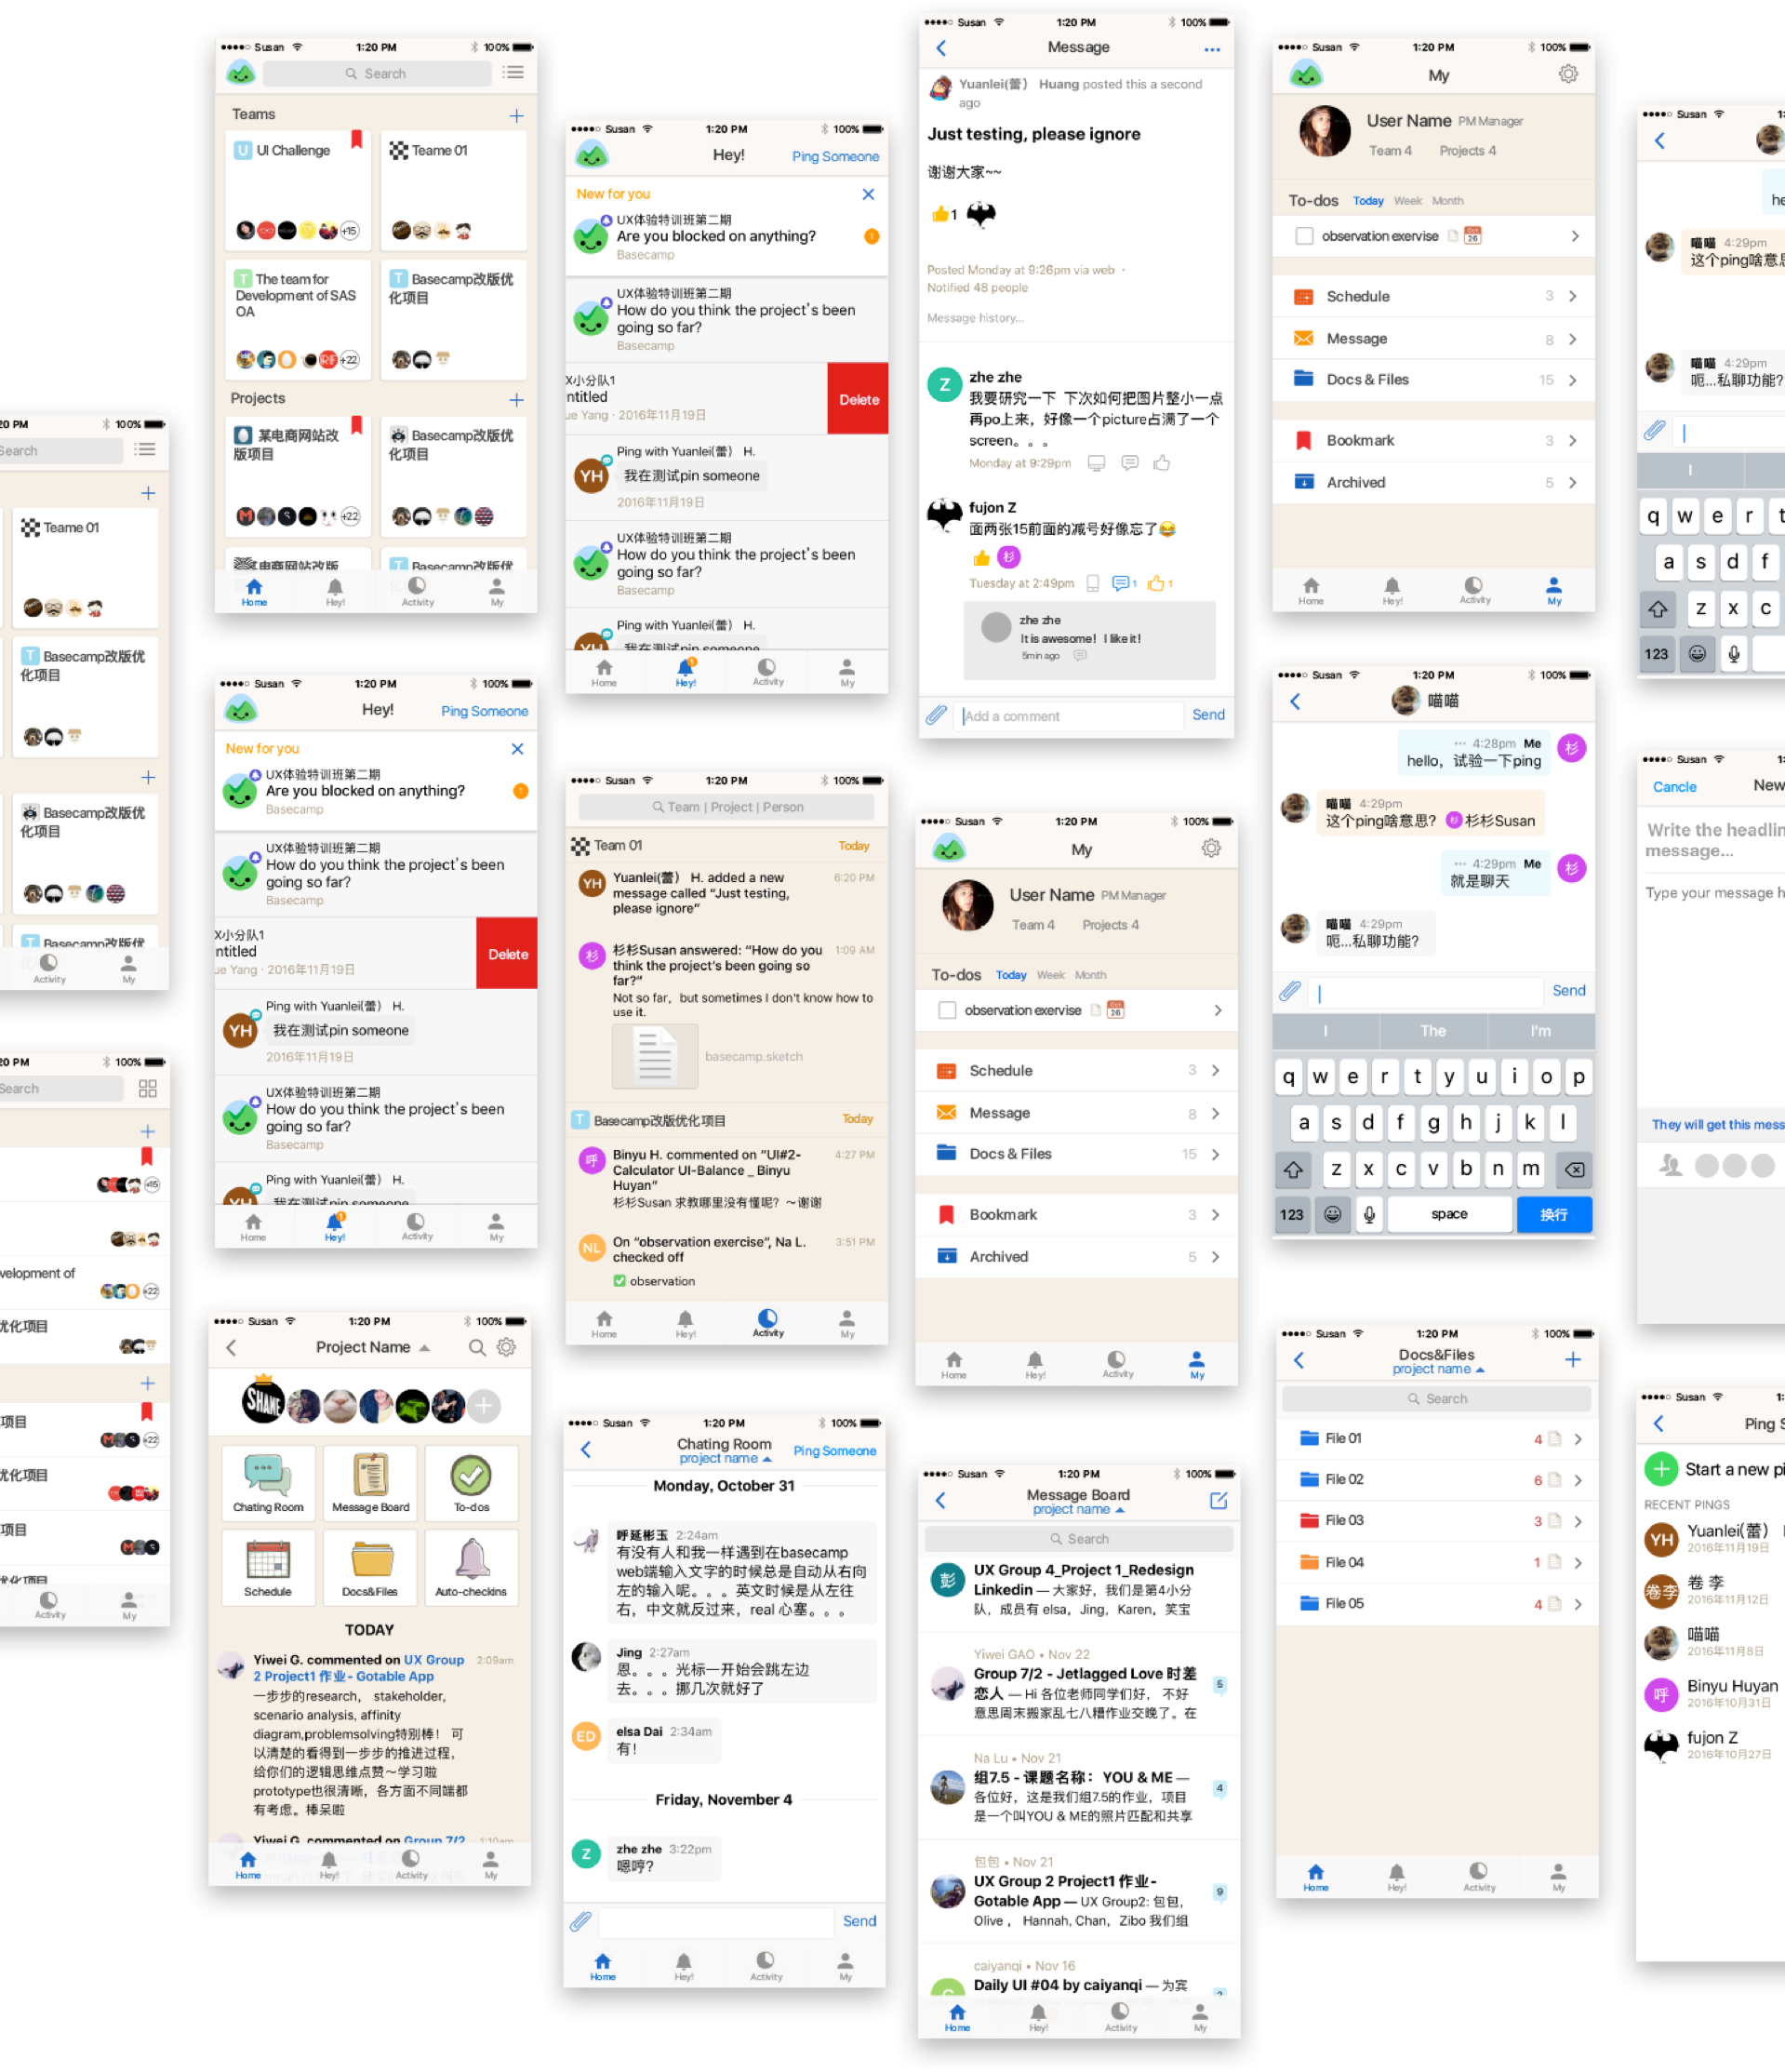 20 PM
100%
Search
Teame 01
Basecamp改版优
化项目
Basecamp改版优
化项目
Basecamp改版优
Activity
My
20 PM
100%
Search
+15
velopment of
+22
优化项目
项目
+22
优化项目
项目
Activity
My
Susan
1:20 PM
100%
Search
Teams
U UI Challenge
Teame 01
+15
T The team for
Development of SAS
OA
T Basecamp改版优
化项目
RF
+22
Projects
某电商网站改
版项目
Basecamp改版优
化项目
M
S
+22
电商网站改版
T Basecamp改版优
Home
Hey!
Activity
My
Susan
1:20 PM
100%
Hey!
Ping Someone
New for you
UX体验特训班第二期
Are you blocked on anything?
1
Basecamp
UX体验特训班第二期
How do you think the project's been
going so far?
Basecamp
X小分队1
ntitled
ue Yang · 2016年11月19日
Delete
Ping with Yuanlei(蕾) H.
YH
我在测试pin someone
2016年11月19日
UX体验特训班第二期
How do you think the project's been
going so far?
Basecamp
Ping with Yuanlei(蕾) H.
YH
我在测试pin someone
Home
Hey!
Activity
My
Susan
1:20 PM
100%
Project Name
SHAME
Chating Room
Message Board
To-dos
Schedule
Docs&Files
Auto-checkins
TODAY
Yiwei G. commented on UX Group
2:09am
2 Project1 作业 - Gotable App
一步步的research, stakeholder,
scenario analysis, affinity
diagram,problemsolving特别棒! 可
以清楚的看得到一步步的推进过程,
给你们的逻辑思维点赞~学习啦
prototype也很清晰, 各方面不同端都
有考虑。棒呆啦
Yiwei G. commented on Group 7/2
1:10am
Home
Hey!
Activity
My
Susan
1:20 PM
100%
Hey!
Ping Someone
New for you
UX体验特训班第二期
Are you blocked on anything?
1
Basecamp
UX体验特训班第二期
How do you think the project's been
going so far?
Basecamp
X小分队1
ntitled
ue Yang · 2016年11月19日
Delete
Ping with Yuanlei(蕾) H.
YH
我在测试pin someone
2016年11月19日
UX体验特训班第二期
How do you think the project's been
going so far?
Basecamp
Ping with Yuanlei(蕾) H.
YH
我在测试pin someone
Home
Hey!
Activity
My
Susan
1:20 PM
100%
Team | Project | Person
Team 01
Today
YH
Yuanlei(蕾) H. added a new
6:20 PM
message called “Just testing,
please ignore”
杉
杉杉Susan answered: “How do you
1:09 AM
think the project's been going so
far?”
Not so far, but sometimes I don't know how to
use it.
basecamp.sketch
T Basecamp改版优化项目
Today
呼
Binyu H. commented on “UI#2-
4:27 PM
Calculator UI-Balance _ Binyu
Huyan”
杉杉Susan 求教哪里没有懂呢? ~谢谢
NL
On “observation exercise”, Na L.
3:51 PM
checked off
observation
Home
Hey!
Activity
My
Susan
1:20 PM
100%
Chating Room
project name
Ping Someone
Monday, October 31
呼延彬玉 2:24am
有没有人和我一样遇到在basecamp
web端输入文字的时候总是自动从右向
左的输入呢。。。英文时候是从左往
右, 中文就反过来, real 心塞。。。
Jing 2:27am
恩。。。光标一开始会跳左边
去。。。挪几次就好了
ED
elsa Dai 2:34am
有!
Friday, November 4
Z
zhe zhe 3:22pm
嗯哼?
Send
Home
Hey!
Activity
My
Susan
1:20 PM
100%
Message
Yuanlei(蕾) Huang posted this a second
ago
Just testing, please ignore
谢谢大家~~
1
Posted Monday at 9:26pm via web ·
Notified 48 people
Message history...
Z
zhe zhe
我要研究一下 下次如何把图片整小一点
再po上来, 好像一个picture占满了一个
screen。。。
Monday at 9:29pm
fujon Z
面两张15前面的减号好像忘了
杉
Tuesday at 2:49pm
1
1
zhe zhe
It is awesome! I like it!
5min ago
Add a comment
Send
Susan
1:20 PM
100%
My
User Name PM Manager
Team 4 Projects 4
To-dos Today Week Month
observation exervise
Oct
26
Schedule 3
Message 8
Docs & Files 15
Bookmark 3
Archived 5
Home
Hey!
Activity
My
Susan
1:20 PM
100%
Message Board
project name
Search
彭
UX Group 4_Project 1_Redesign
Linkedin — 大家好, 我们是第4小分
队, 成员有 elsa, Jing, Karen, 笑宝
Yiwei GAO • Nov 22
Group 7/2 - Jetlagged Love 时差
恋人 — Hi 各位老师同学们好, 不好
意思周末搬家乱七八糟作业交晚了。在
5
Na Lu • Nov 21
组7.5 - 课题名称: YOU & ME —
各位好, 这是我们组7.5的作业, 项目
是一个叫YOU & ME的照片匹配和共享
4
包包 • Nov 21
UX Group 2 Project1 作业 -
Gotable App — UX Group2: 包包,
Olive , Hannah, Chan, Zibo 我们组
9
caiyanqi • Nov 16
Daily UI #04 by caiyanqi — 为宾
Home
Hey!
Activity
My
Susan
1:20 PM
100%
My
User Name PM Manager
Team 4 Projects 4
To-dos Today Week Month
observation exervise
Oct
26
Schedule 3
Message 8
Docs & Files 15
Bookmark 3
Archived 5
Home
Hey!
Activity
My
Susan
1:20 PM
100%
喵喵
4:28pm Me
杉
hello, 试验一下ping
喵喵 4:29pm
这个ping啥意思? 杉杉Susan
4:29pm Me
杉
就是聊天
喵喵 4:29pm
呃...私聊功能?
Send
I The I'm
q w e r t y u i o p
a s d f g h j k l
z x c v b n m
123 space 换行
Susan
1:20 PM
100%
Docs&Files
project name
Search
File 01 4
File 02 6
File 03 3
File 04 1
File 05 4
Home
Hey!
Activity
My
Susan
喵喵 4:29pm
这个ping啥意思
喵喵 4:29pm
呃...私聊功能?
I
q w e r t
a s d f
z x c
123
Susan
Cancle
New
Write the headlin
message...
Type your message h
They will get this mess
Susan
Ping S
Start a new pi
RECENT PINGS
YH
Yuanlei(蕾)
2016年11月19日
卷李
卷 李
2016年11月12日
喵喵
2016年11月8日
呼
Binyu Huyan
2016年10月31日
fujon Z
2016年10月27日